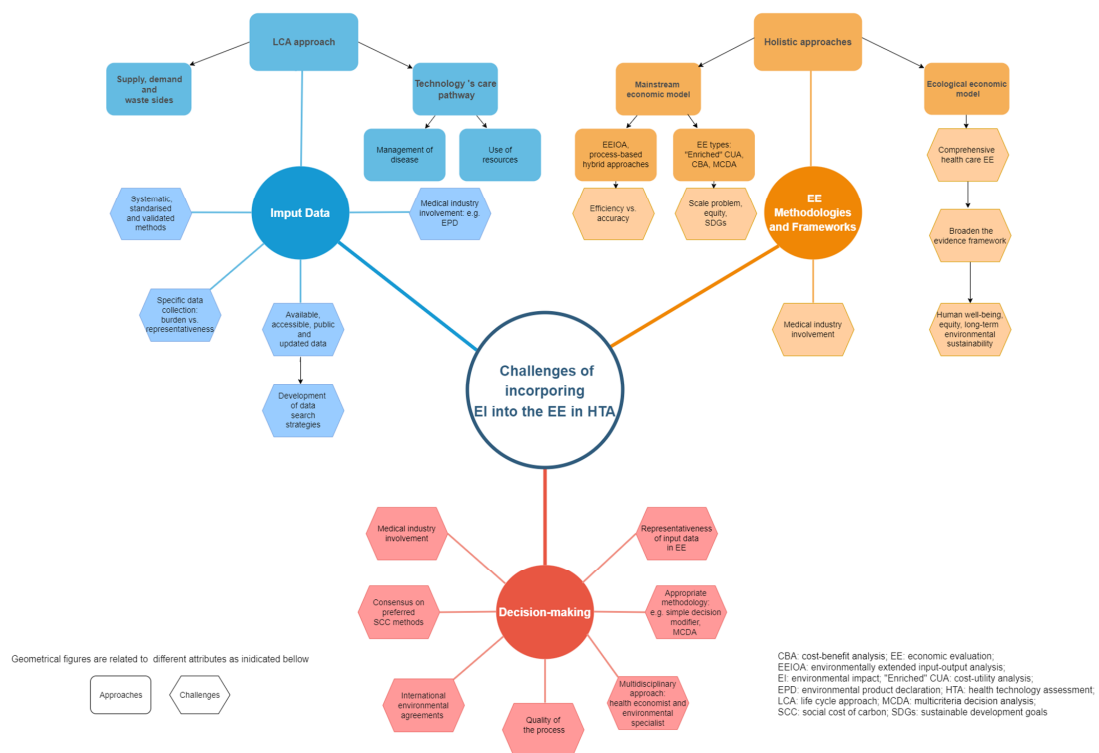 LCA approach
Supply, demand
and
waste sides
Technology 's care
pathway
Management of
disease
Use of
resources
Imput Data
Systematic,
standarised
and validated
methods
Medical industry
involvement: e.g.
EPD
Specific data
collection:
burden vs.
representativeness
Available,
accessible, public
and
updated data
Development
of data
search
strategies
Holistic approaches
Mainstream
economic model
Ecological economic
model
EEIOA,
process-based
hybrid approaches
EE types:
"Enriched" CUA,
CBA, MCDA
Efficiency vs.
accuracy
Scale problem,
equity,
SDGs
Comprehensive
health care EE
Broaden the
evidence framework
Human well-being,
equity, long-term
environmental
sustainability
EE
Methodologies
and Frameworks
Medical industry
involvement
Challenges of
incorporing
EI into the EE in HTA
Decision-making
Medical industry
involvement
Representativeness
of input data
in EE
Consensus on
preferred
SCC methods
Appropriate
methodology:
e.g. simple decision
modifier,
MCDA
International
environmental
agreements
Quality of
the process
Multidisciplinary
approach:
health economist and
environmental
specialist
Geometrical figures are related to different attributes as inidicated bellow
Approaches
Challenges
CBA: cost-benefit analysis; EE: economic evaluation;
EEIOA: environmentally extended input-output analysis;
EI: environmental impact; "Enriched" CUA: cost-utility analysis;
EPD: environmental product declaration; HTA: health technology assessment;
LCA: life cycle approach; MCDA: multicriteria decision analysis;
SCC: social cost of carbon; SDGs: sustainable development goals